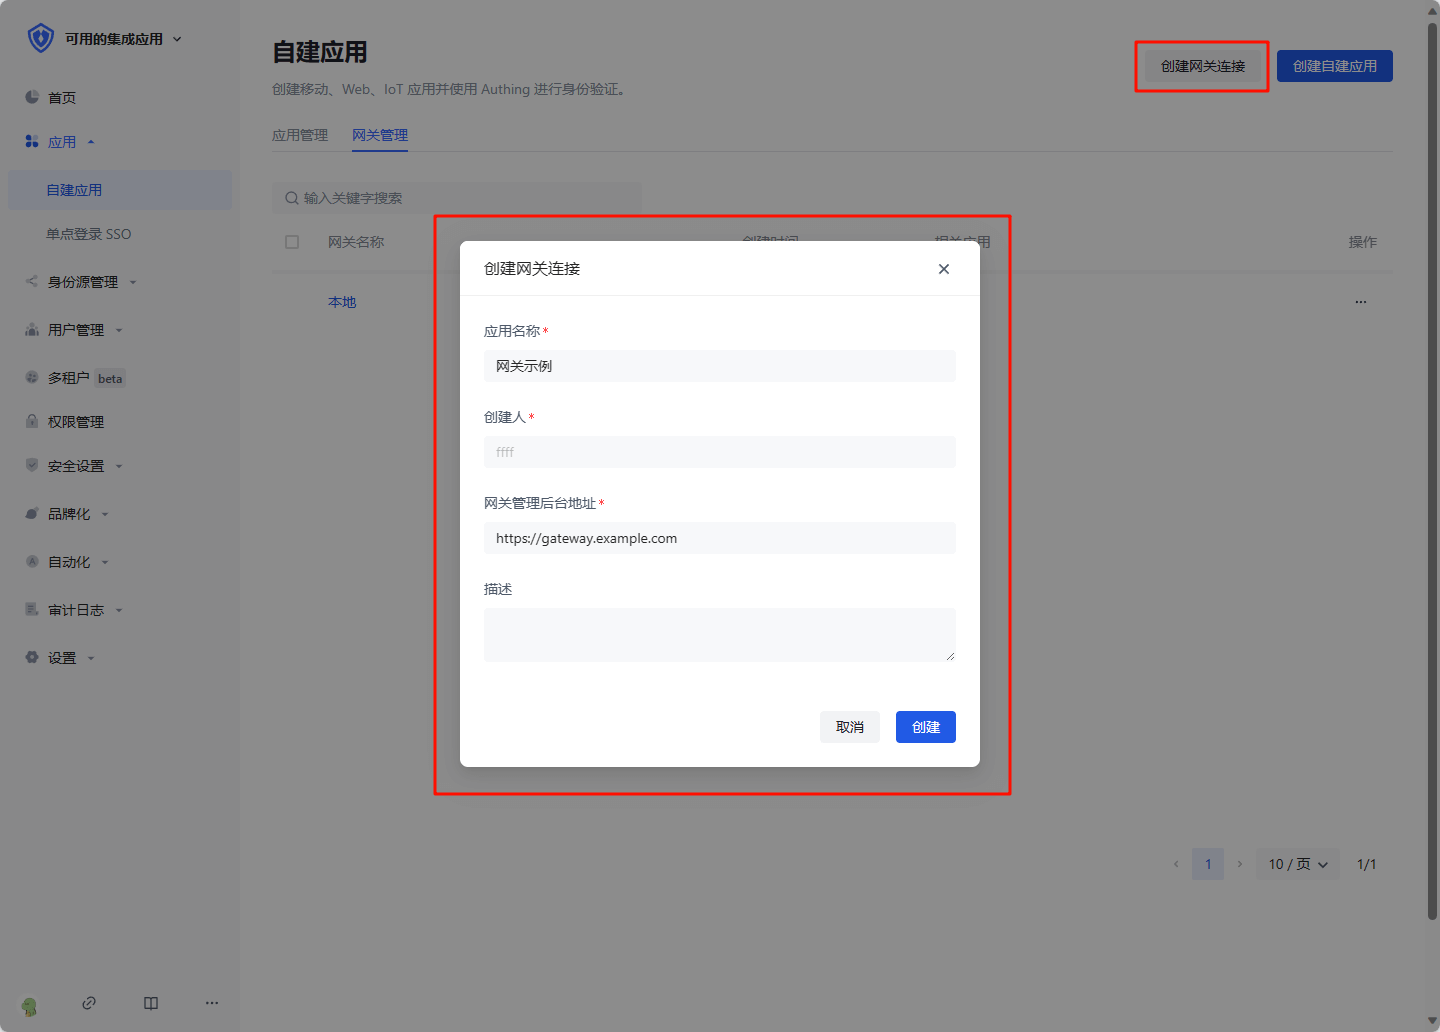 可用的集成应用
首页
应用
自建应用
单点登录 SSO
身份源管理
用户管理
多租户 beta
权限管理
安全设置
品牌化
自动化
审计日志
设置
自建应用
创建移动、Web、IoT 应用并使用 Authing 进行身份验证。
创建网关连接
创建自建应用
应用管理
网关管理
输入关键字搜索
网关名称
创建时间
相关应用
操作
本地
创建网关连接
应用名称*
网关示例
创建人*
ffff
网关管理后台地址*
https://gateway.example.com
描述
取消
创建
1
10 / 页
1/1